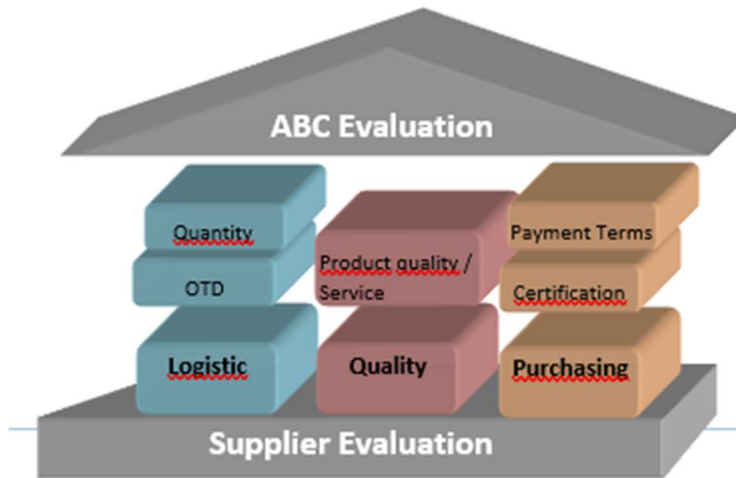 ABC Evaluation
Quantity
OTD
Logistic
Product quality /
Service
Quality
Payment Terms
Certification
Purchasing
Supplier Evaluation